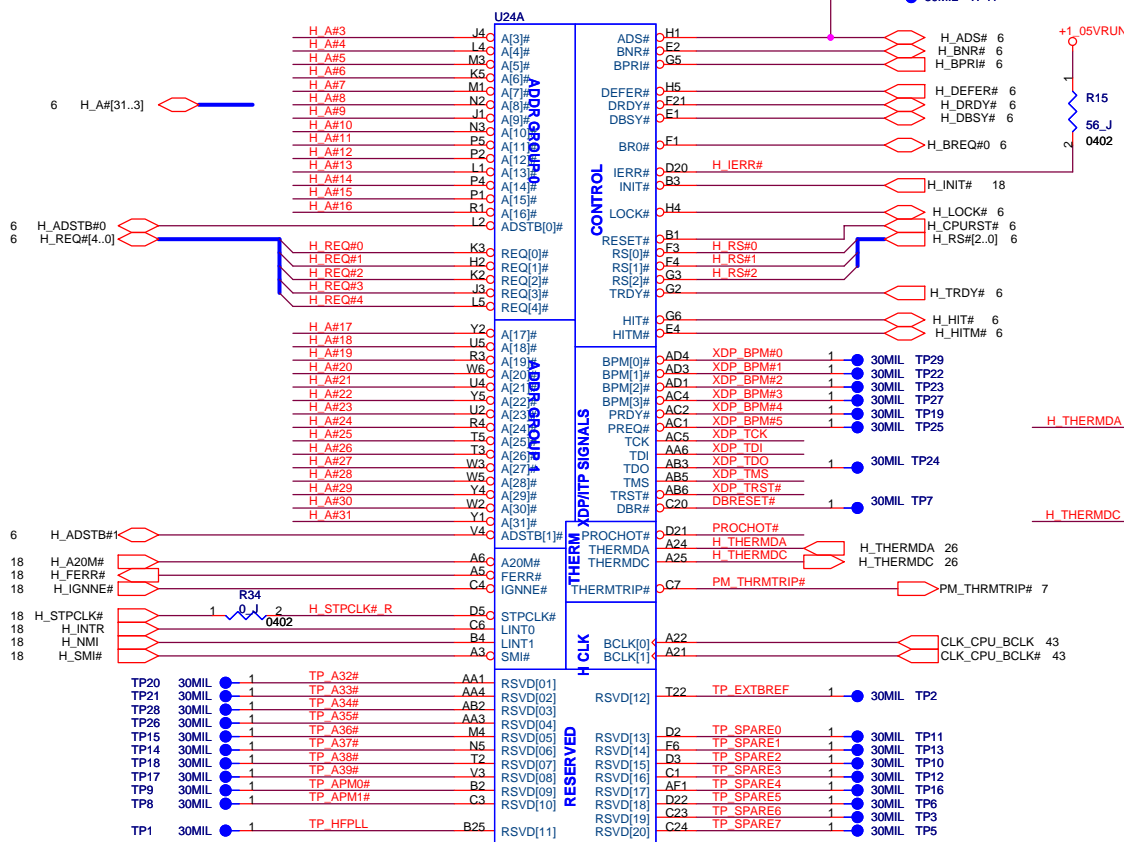 U24A
H_A#3 J4 A[3]# ADS# H1 H_ADS# 6
H_A#4 L4 A[4]# BNR# E2 H_BNR# 6
H_A#5 M3 A[5]# BPRI# G5 H_BPRI# 6
+1_05VRUN
H_A#6 K5 A[6]#
H_A#7 M1 A[7]# DEFER# H5 H_DEFER# 6
H_A#8 N2 A[8]# DRDY# F21 H_DRDY# 6
H_A#9 J1 A[9]# DBSY# E1 H_DBSY# 6
6 H_A#[31..3]
1 R15
56_J
2 0402
H_A#10 N3 A[10]#
H_A#11 P5 A[11]# BR0# F1 H_BREQ#0 6
H_A#12 P2 A[12]#
H_A#13 L1 A[13]# IERR# D20 H_IERR#
H_A#14 P4 A[14]# INIT# B3 H_INIT# 18
H_A#15 P1 A[15]#
H_A#16 R1 A[16]# LOCK# H4 H_LOCK# 6
6 H_ADSTB#0 L2 ADSTB[0]#
ADDR GROUP 0
CONTROL
6 H_REQ#[4..0] RESET# B1 H_CPURST# 6
H_REQ#0 K3 REQ[0]# RS[0]# F3 H_RS#0 H_RS#[2..0] 6
H_REQ#1 H2 REQ[1]# RS[1]# F4 H_RS#1
H_REQ#2 K2 REQ[2]# RS[2]# G3 H_RS#2
H_REQ#3 J3 REQ[3]# TRDY# G2 H_TRDY# 6
H_REQ#4 L5 REQ[4]#
HIT# G6 H_HIT# 6
H_A#17 Y2 A[17]# HITM# E4 H_HITM# 6
H_A#18 U5 A[18]#
H_A#19 R3 A[19]# BPM[0]# AD4 XDP_BPM#0 1 30MIL TP29
H_A#20 W6 A[20]# BPM[1]# AD3 XDP_BPM#1 1 30MIL TP22
H_A#21 U4 A[21]# BPM[2]# AD1 XDP_BPM#2 1 30MIL TP23
H_A#22 Y5 A[22]# BPM[3]# AC4 XDP_BPM#3 1 30MIL TP27
H_A#23 U2 A[23]# PRDY# AC2 XDP_BPM#4 1 30MIL TP19
H_A#24 R4 A[24]# PREQ# AC1 XDP_BPM#5 1 30MIL TP25 H_THERMDA
H_A#25 T5 A[25]# TCK AC5 XDP_TCK
H_A#26 T3 A[26]# TDI AA6 XDP_TDI
H_A#27 W3 A[27]# TDO AB3 XDP_TDO 1 30MIL TP24
H_A#28 W5 A[28]# TMS AB5 XDP_TMS
H_A#29 Y4 A[29]# TRST# AB6 XDP_TRST#
H_A#30 W2 A[30]# DBR# C20 DBRESET# 1 30MIL TP7
H_A#31 Y1 A[31]# H_THERMDC
ADDR GROUP 1
XDP/ITP SIGNALS
6 H_ADSTB#1 V4 ADSTB[1]# PROCHOT# D21 PROCHOT#
THERMDA A24 H_THERMDA H_THERMDA 26
18 H_A20M# A6 A20M# THERMDC A25 H_THERMDC H_THERMDC 26
18 H_FERR# A5 FERR#
18 H_IGNNE# C4 IGNNE# THERMTRIP# C7 PM_THRMTRIP# PM_THRMTRIP# 7
THERM
R34
18 H_STPCLK# 1 0_J 2 H_STPCLK#_R D5 STPCLK#
0402
18 H_INTR C6 LINT0
18 H_NMI B4 LINT1 BCLK[0] A22 CLK_CPU_BCLK 43
18 H_SMI# A3 SMI# BCLK[1] A21 CLK_CPU_BCLK# 43
H CLK
TP20 30MIL 1 TP_A32# AA1 RSVD[01]
TP21 30MIL 1 TP_A33# AA4 RSVD[02] RSVD[12] T22 TP_EXTBREF 1 30MIL TP2
TP28 30MIL 1 TP_A34# AB2 RSVD[03]
TP26 30MIL 1 TP_A35# AA3 RSVD[04]
TP15 30MIL 1 TP_A36# M4 RSVD[05] RSVD[13] D2 TP_SPARE0 1 30MIL TP11
TP14 30MIL 1 TP_A37# N5 RSVD[06] RSVD[14] F6 TP_SPARE1 1 30MIL TP13
TP18 30MIL 1 TP_A38# T2 RSVD[07] RSVD[15] D3 TP_SPARE2 1 30MIL TP10
TP17 30MIL 1 TP_A39# V3 RSVD[08] RSVD[16] C1 TP_SPARE3 1 30MIL TP12
TP9 30MIL 1 TP_APM0# B2 RSVD[09] RSVD[17] AF1 TP_SPARE4 1 30MIL TP16
TP8 30MIL 1 TP_APM1# C3 RSVD[10] RSVD[18] D22 TP_SPARE5 1 30MIL TP6
RSVD[19] C23 TP_SPARE6 1 30MIL TP3
TP1 30MIL 1 TP_HFPLL B25 RSVD[11] RSVD[20] C24 TP_SPARE7 1 30MIL TP5
RESERVED